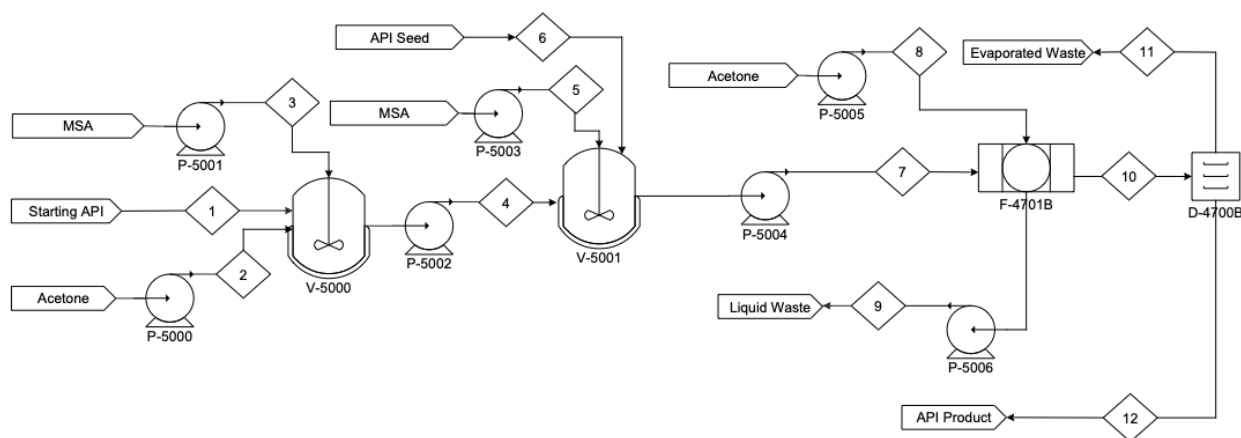 API Seed
6
8
Evaporated Waste
11
MSA
3
MSA
5
Acetone
P-5005
P-5001
P-5003
Starting API
1
4
7
10
F-4701B
D-4700B
P-5002
V-5001
P-5004
Acetone
2
V-5000
P-5000
Liquid Waste
9
P-5006
API Product
12